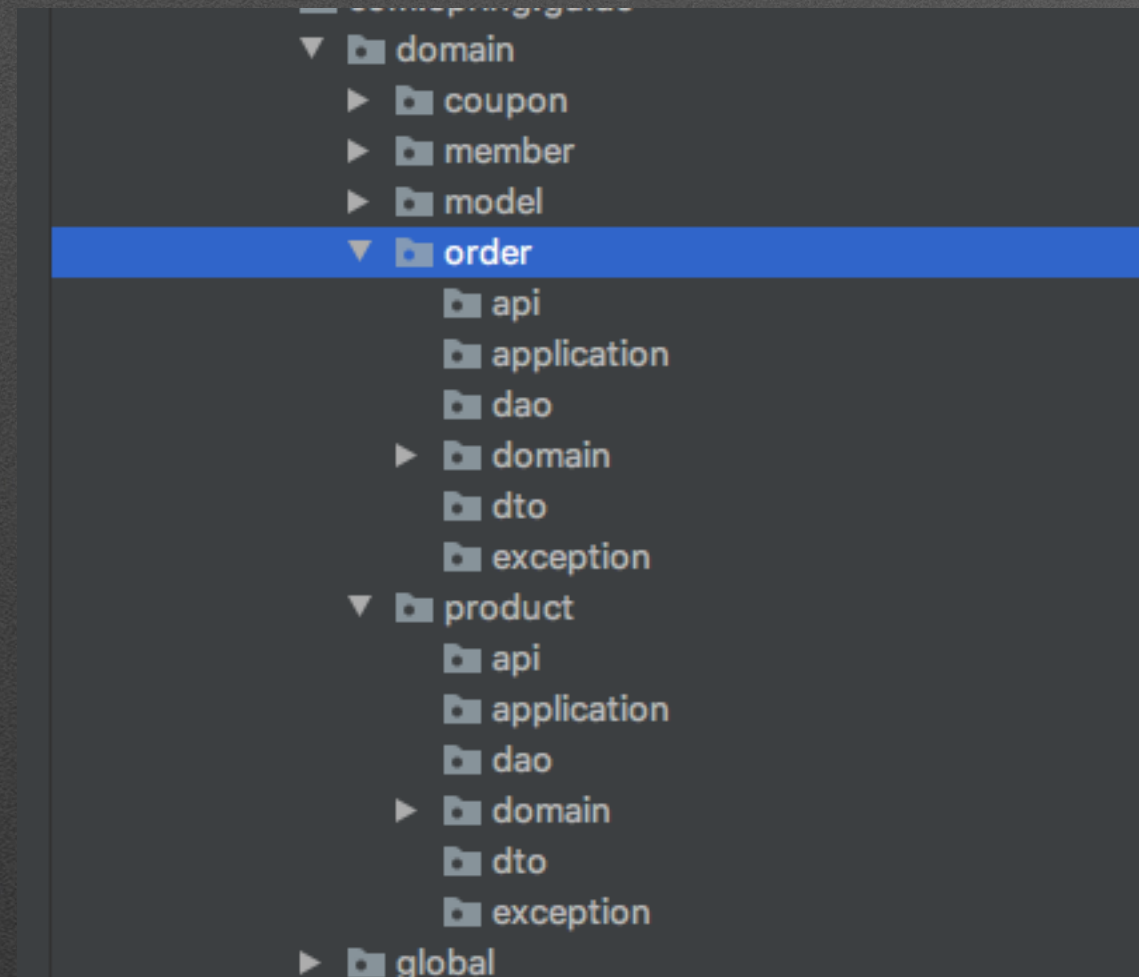 domain
coupon
member
model
order
api
application
dao
domain
dto
exception
product
api
application
dao
domain
dto
exception
global